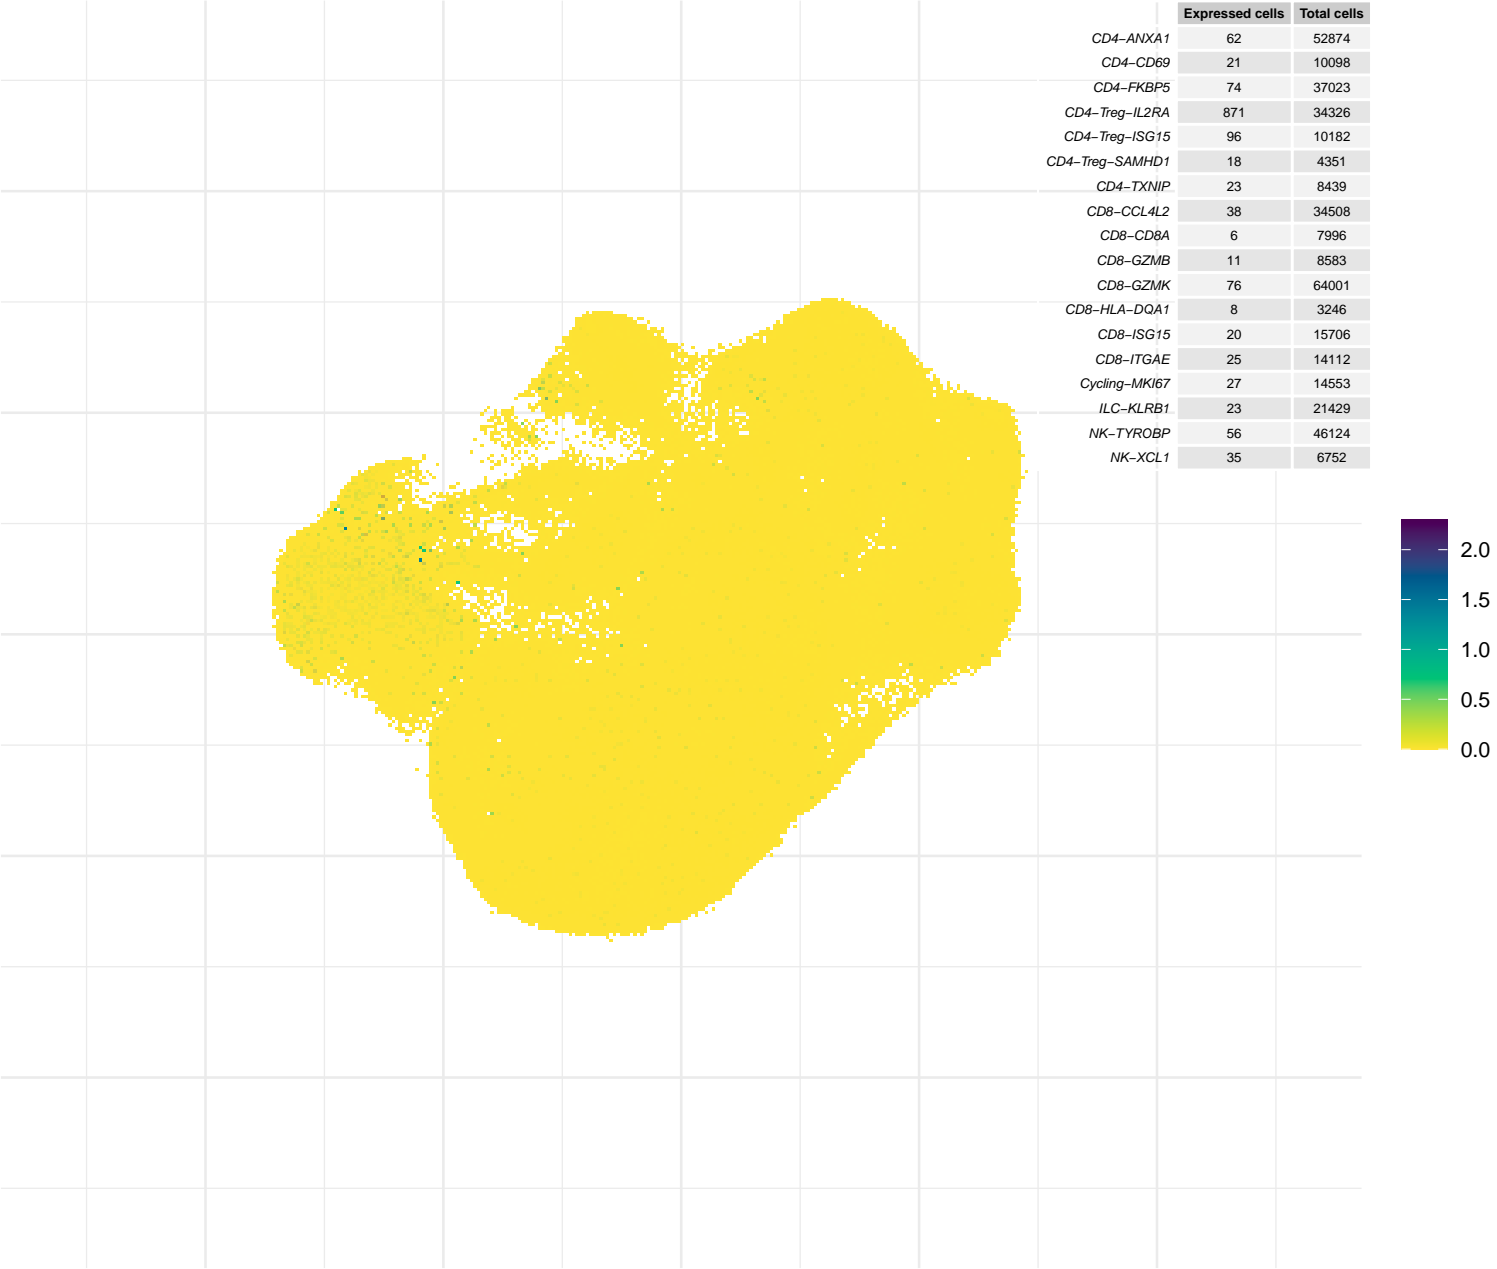 Expressed cells Total cells
CD4−ANXA1 62 52874
CD4−CD69 21 10098
CD4−FKBP5 74 37023
CD4−Treg−IL2RA 871 34326
CD4−Treg−ISG15 96 10182
CD4−Treg−SAMHD1 18 4351
CD4−TXNIP 23 8439
CD8−CCL4L2 38 34508
CD8−CD8A 6 7996
CD8−GZMB 11 8583
CD8−GZMK 76 64001
CD8−HLA−DQA1 8 3246
CD8−ISG15 20 15706
CD8−ITGAE 25 14112
Cycling−MKI67 27 14553
ILC−KLRB1 23 21429
NK−TYROBP 56 46124
NK−XCL1 35 6752
2.0
1.5
1.0
0.5
0.0